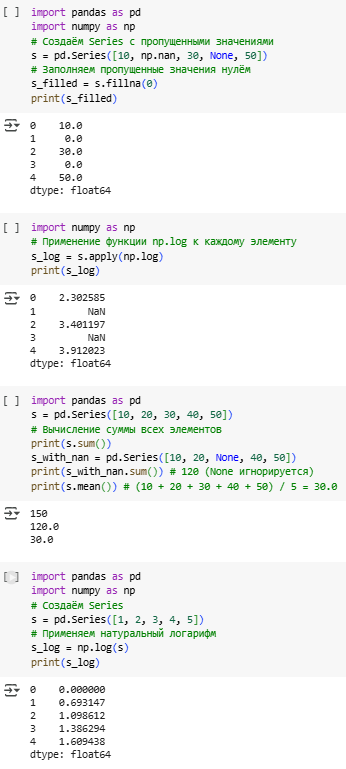 [ ] import pandas as pd
import numpy as np
# Создаём Series с пропущенными значениями
s = pd.Series([10, np.nan, 30, None, 50])
# Заполняем пропущенные значения нулём
s_filled = s.fillna(0)
print(s_filled)
0    10.0
1     0.0
2    30.0
3     0.0
4    50.0
dtype: float64
[ ] import numpy as np
# Применение функции np.log к каждому элементу
s_log = s.apply(np.log)
print(s_log)
0    2.302585
1         NaN
2    3.401197
3         NaN
4    3.912023
dtype: float64
[ ] import pandas as pd
s = pd.Series([10, 20, 30, 40, 50])
# Вычисление суммы всех элементов
print(s.sum())
s_with_nan = pd.Series([10, 20, None, 40, 50])
print(s_with_nan.sum()) # 120 (None игнорируется)
print(s.mean()) # (10 + 20 + 30 + 40 + 50) / 5 = 30.0
150
120.0
30.0
[ ] import pandas as pd
import numpy as np
# Создаём Series
s = pd.Series([1, 2, 3, 4, 5])
# Применяем натуральный логарифм
s_log = np.log(s)
print(s_log)
0    0.000000
1    0.693147
2    1.098612
3    1.386294
4    1.609438
dtype: float64